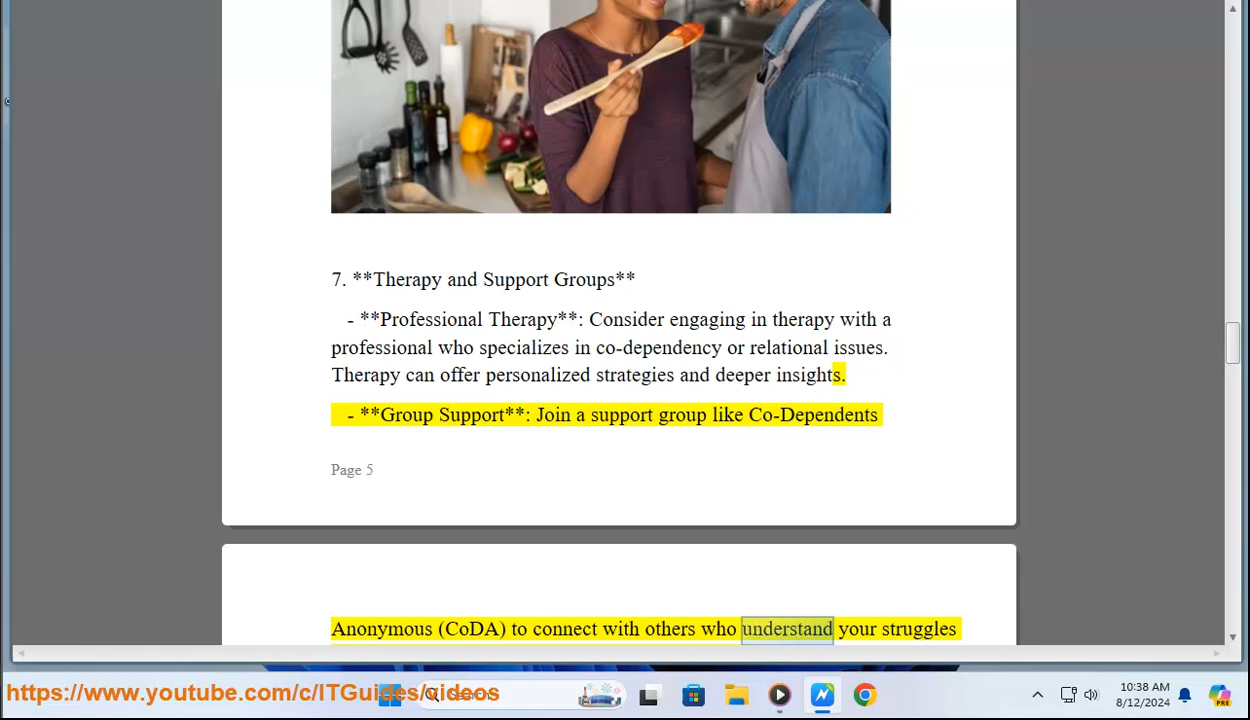 7. **Therapy and Support Groups**
- **Professional Therapy**: Consider engaging in therapy with a
professional who specializes in co-dependency or relational issues.
Therapy can offer personalized strategies and deeper insights.
- **Group Support**: Join a support group like Co-Dependents
Page 5
Anonymous (CoDA) to connect with others who understand your struggles
https://www.youtube.com/c/ITGuides/videos
10:38 AM
8/12/2024
PRE